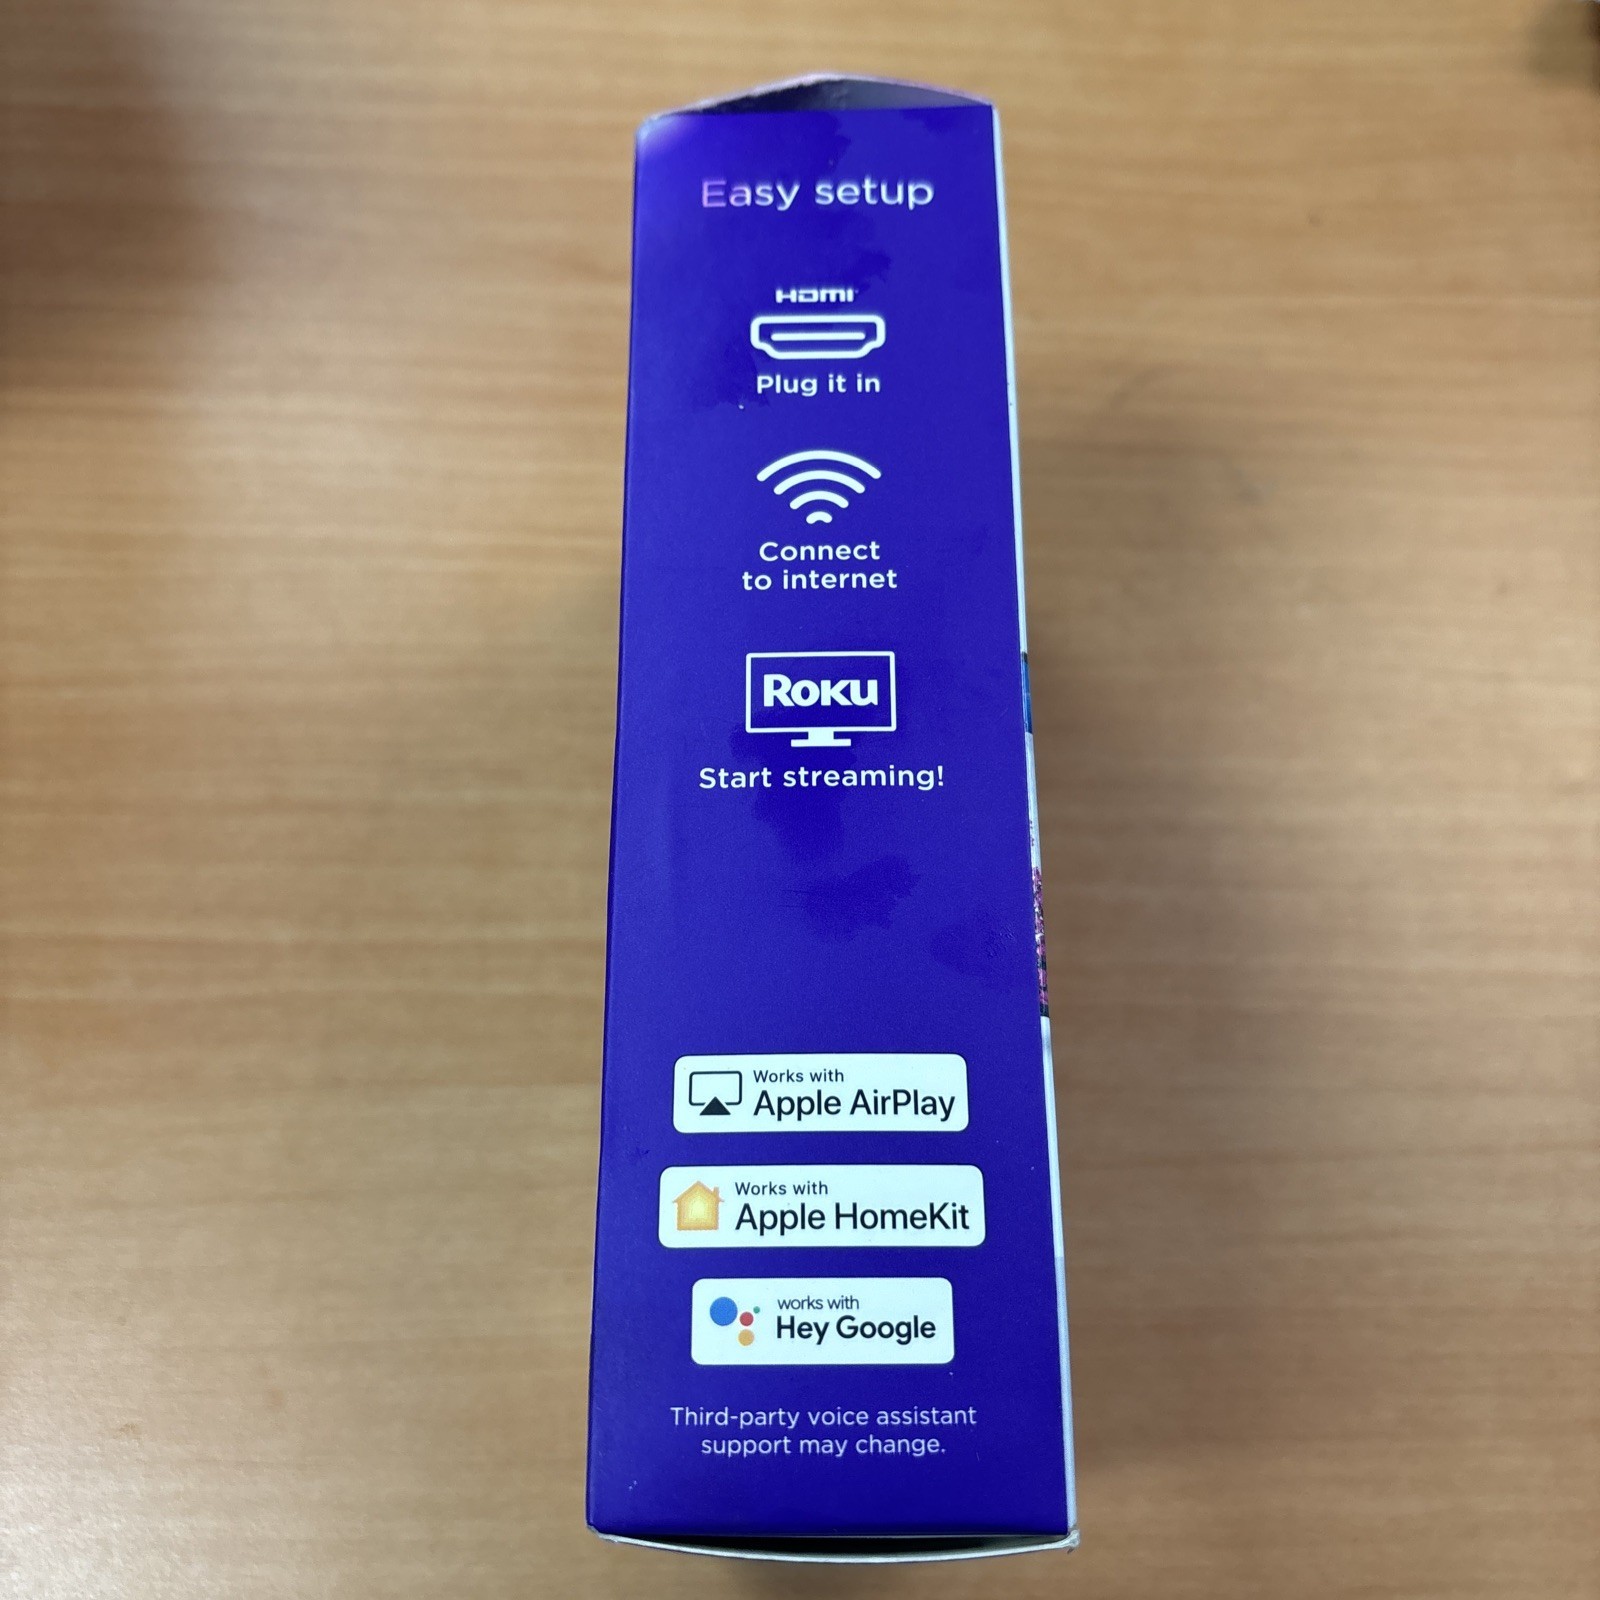 Easy setup
HDMI
Plug it in
Connect
to internet
Roku
Start streaming!
Works with
Apple AirPlay
Works with
Apple HomeKit
works with
Hey Google
Third-party voice assistant
support may change.